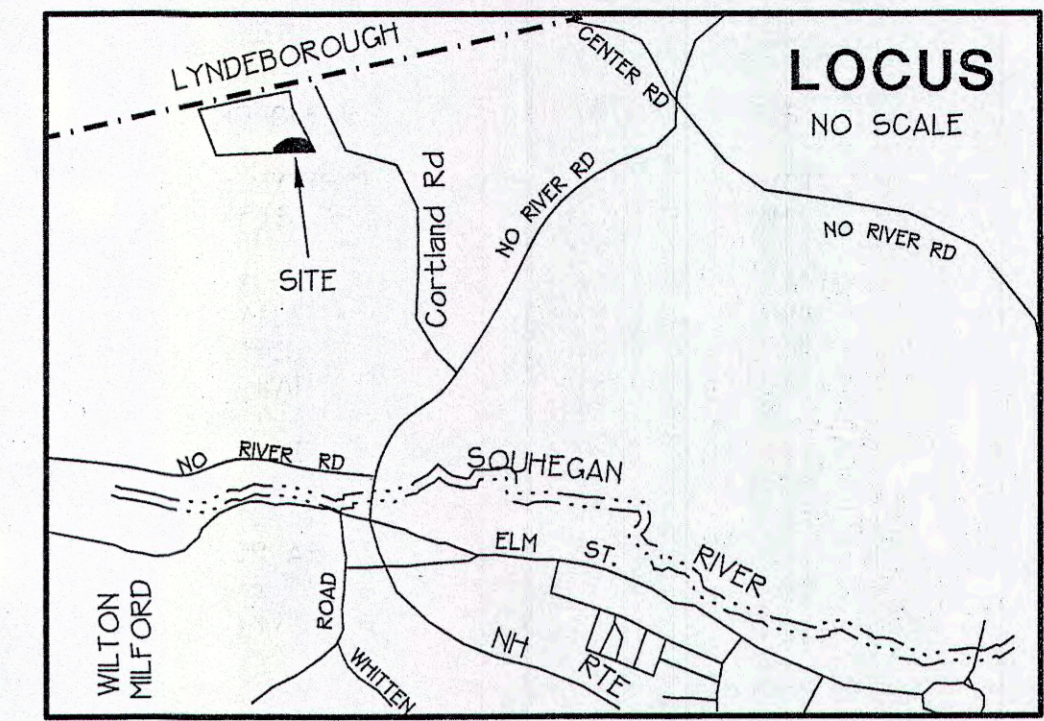 LYNDEBOROUGH
CENTER RD
LOCUS
NO SCALE
Cortland Rd
NO RIVER RD
NO RIVER RD
SITE
NO RIVER RD
SOUHEGAN
RIVER
ELM ST.
ROAD
WILTON
MILFORD
WHITTEN
NH
RTE